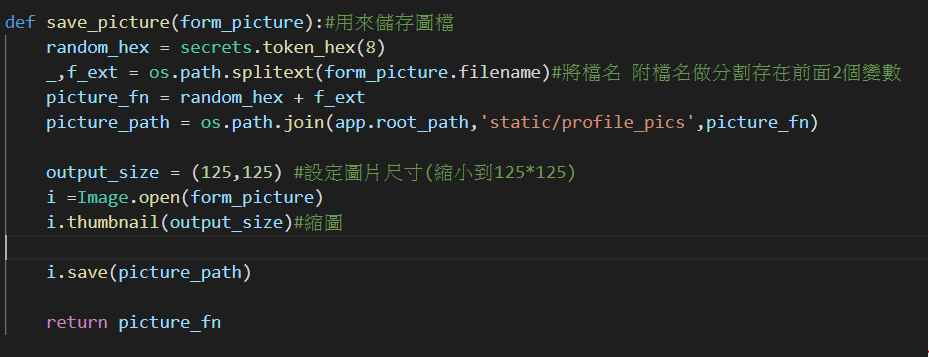 def save_picture(form_picture):#用來儲存圖檔
random_hex = secrets.token_hex(8)
_,f_ext = os.path.splitext(form_picture.filename)#將檔名 附檔名做分割存在前面2個變數
picture_fn = random_hex + f_ext
picture_path = os.path.join(app.root_path,'static/profile_pics',picture_fn)
output_size = (125,125) #設定圖片尺寸(縮小到125*125)
i =Image.open(form_picture)
i.thumbnail(output_size)#縮圖
i.save(picture_path)
return picture_fn